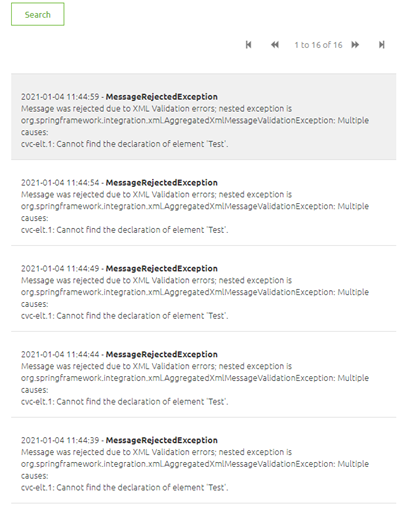 Search
1 to 16 of 16
2021-01-04 11:44:59 - MessageRejectedException
Message was rejected due to XML Validation errors; nested exception is
org.springframework.integration.xml.AggregatedXmlMessageValidationException: Multiple
causes:
cvc-elt.1: Cannot find the declaration of element 'Test'.
2021-01-04 11:44:54 - MessageRejectedException
Message was rejected due to XML Validation errors; nested exception is
org.springframework.integration.xml.AggregatedXmlMessageValidationException: Multiple
causes:
cvc-elt.1: Cannot find the declaration of element 'Test'.
2021-01-04 11:44:49 - MessageRejectedException
Message was rejected due to XML Validation errors; nested exception is
org.springframework.integration.xml.AggregatedXmlMessageValidationException: Multiple
causes:
cvc-elt.1: Cannot find the declaration of element 'Test'.
2021-01-04 11:44:44 - MessageRejectedException
Message was rejected due to XML Validation errors; nested exception is
org.springframework.integration.xml.AggregatedXmlMessageValidationException: Multiple
causes:
cvc-elt.1: Cannot find the declaration of element 'Test'.
2021-01-04 11:44:39 - MessageRejectedException
Message was rejected due to XML Validation errors; nested exception is
org.springframework.integration.xml.AggregatedXmlMessageValidationException: Multiple
causes:
cvc-elt.1: Cannot find the declaration of element 'Test'.